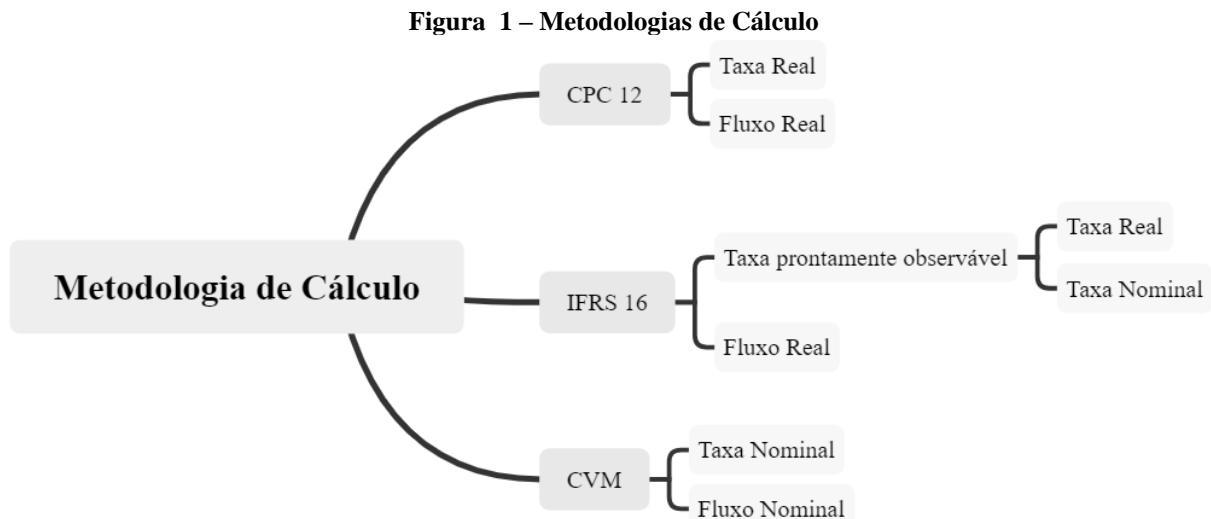 Figura 1 – Metodologias de Cálculo
Metodologia de Cálculo
CPC 12
Taxa Real
Fluxo Real
IFRS 16
Taxa prontamente observável
Taxa Real
Taxa Nominal
Fluxo Real
CVM
Taxa Nominal
Fluxo Nominal